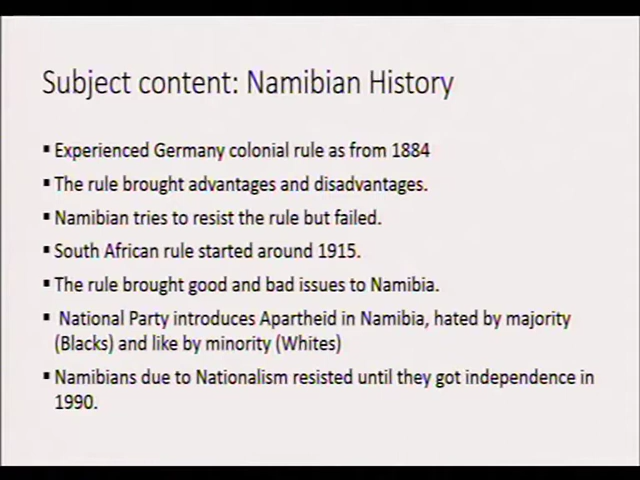 Subject content: Namibian History
▪ Experienced Germany colonial rule as from 1884
▪ The rule brought advantages and disadvantages.
▪ Namibian tries to resist the rule but failed.
▪ South African rule started around 1915.
▪ The rule brought good and bad issues to Namibia.
▪ National Party introduces Apartheid in Namibia, hated by majority
(Blacks) and like by minority (Whites)
▪ Namibians due to Nationalism resisted until they got independence in
1990.